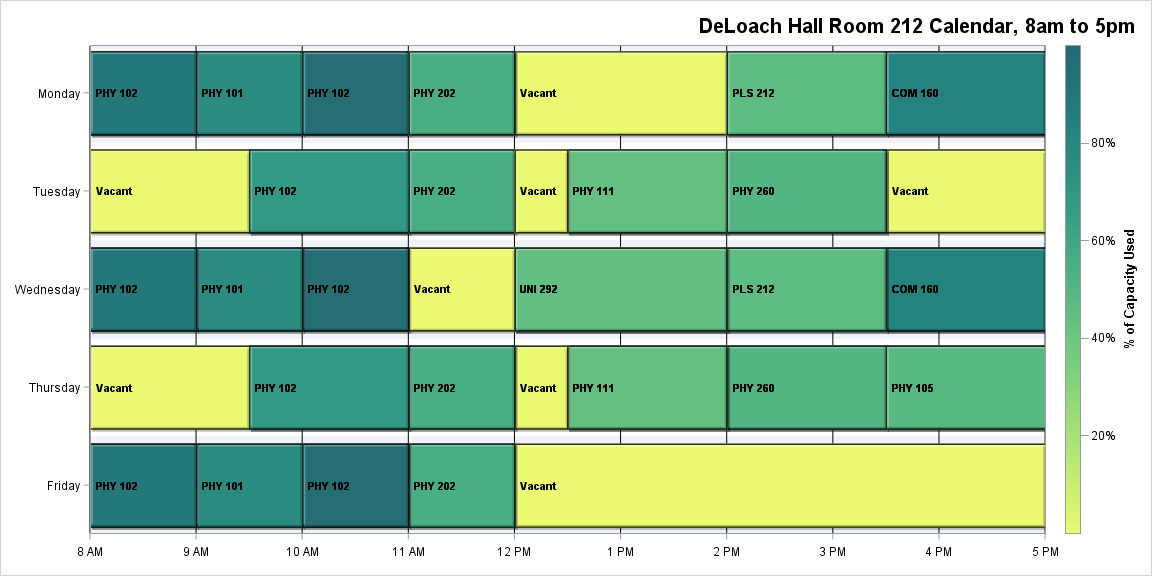 DeLoach Hall Room 212 Calendar, 8am to 5pm
Monday PHY 102 PHY 101 PHY 102 PHY 202 Vacant PLS 212 COM 160
Tuesday Vacant PHY 102 PHY 202 Vacant PHY 111 PHY 260 Vacant
Wednesday PHY 102 PHY 101 PHY 102 Vacant UNI 292 PLS 212 COM 160
Thursday Vacant PHY 102 PHY 202 Vacant PHY 111 PHY 260 PHY 105
Friday PHY 102 PHY 101 PHY 102 PHY 202 Vacant
8 AM 9 AM 10 AM 11 AM 12 PM 1 PM 2 PM 3 PM 4 PM 5 PM
80%
60%
40%
20%
% of Capacity Used